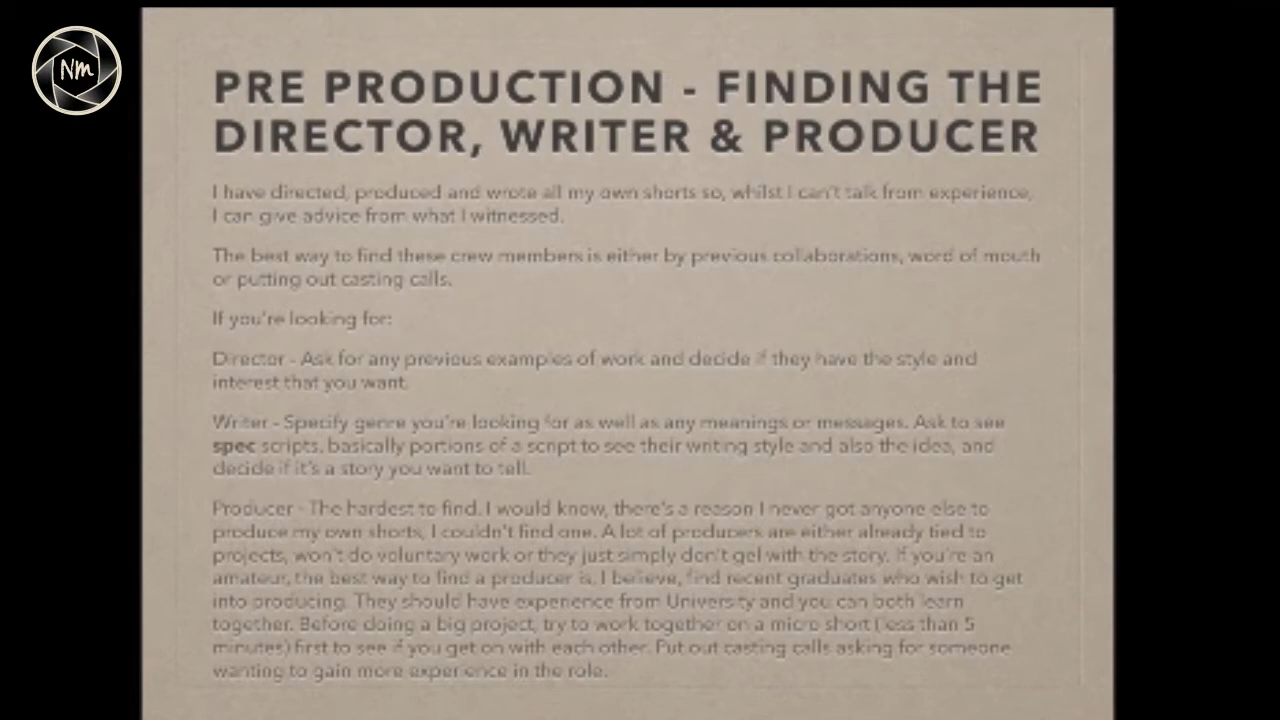 Nm
PRE PRODUCTION - FINDING THE
DIRECTOR, WRITER & PRODUCER
I have directed, produced and wrote all my own shorts so, whilst I can't talk from experience,
I can give advice from what I witnessed.
The best way to find these crew members is either by previous collaborations, word of mouth
or putting out casting calls.
If you're looking for:
Director - Ask for any previous examples of work and decide if they have the style and
interest that you want.
Writer - Specify genre you're looking for as well as any meanings or messages. Ask to see
spec scripts, basically portions of a script to see their writing style and also the idea, and
decide if it's a story you want to tell.
Producer - The hardest to find. I would know, there's a reason I never got anyone else to
produce my own shorts, I couldn't find one. A lot of producers are either already tied to
projects, won't do voluntary work or they just simply don't gel with the story. If you're an
amateur, the best way to find a producer is, I believe, find recent graduates who wish to get
into producing. They should have experience from University and you can both learn
together. Before doing a big project, try to work together on a micro short (less than 5
minutes) first to see if you get on with each other. Put out casting calls asking for someone
wanting to gain more experience in the role.